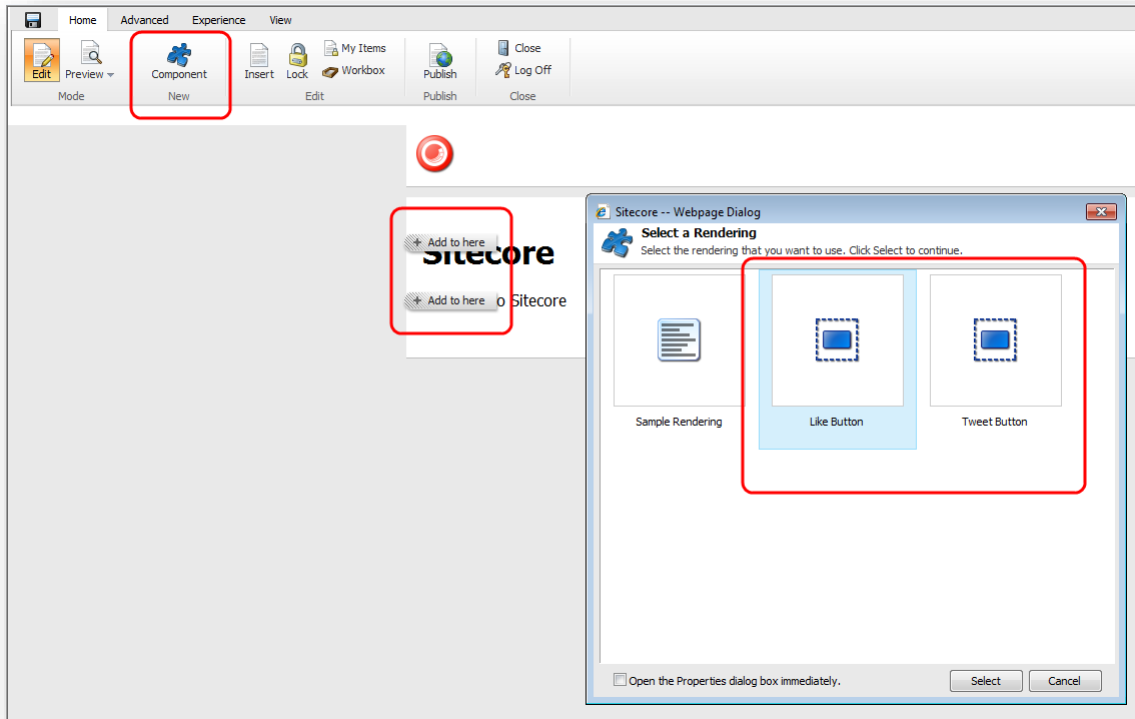 Home Advanced Experience View
Edit Preview Component Insert Lock My Items Workbox Publish Close Log Off
Mode New Edit Publish Close
+ Add to here
Sitecore
+ Add to here o Sitecore
Sitecore -- Webpage Dialog
Select a Rendering
Select the rendering that you want to use. Click Select to continue.
Sample Rendering Like Button Tweet Button
Open the Properties dialog box immediately. Select Cancel